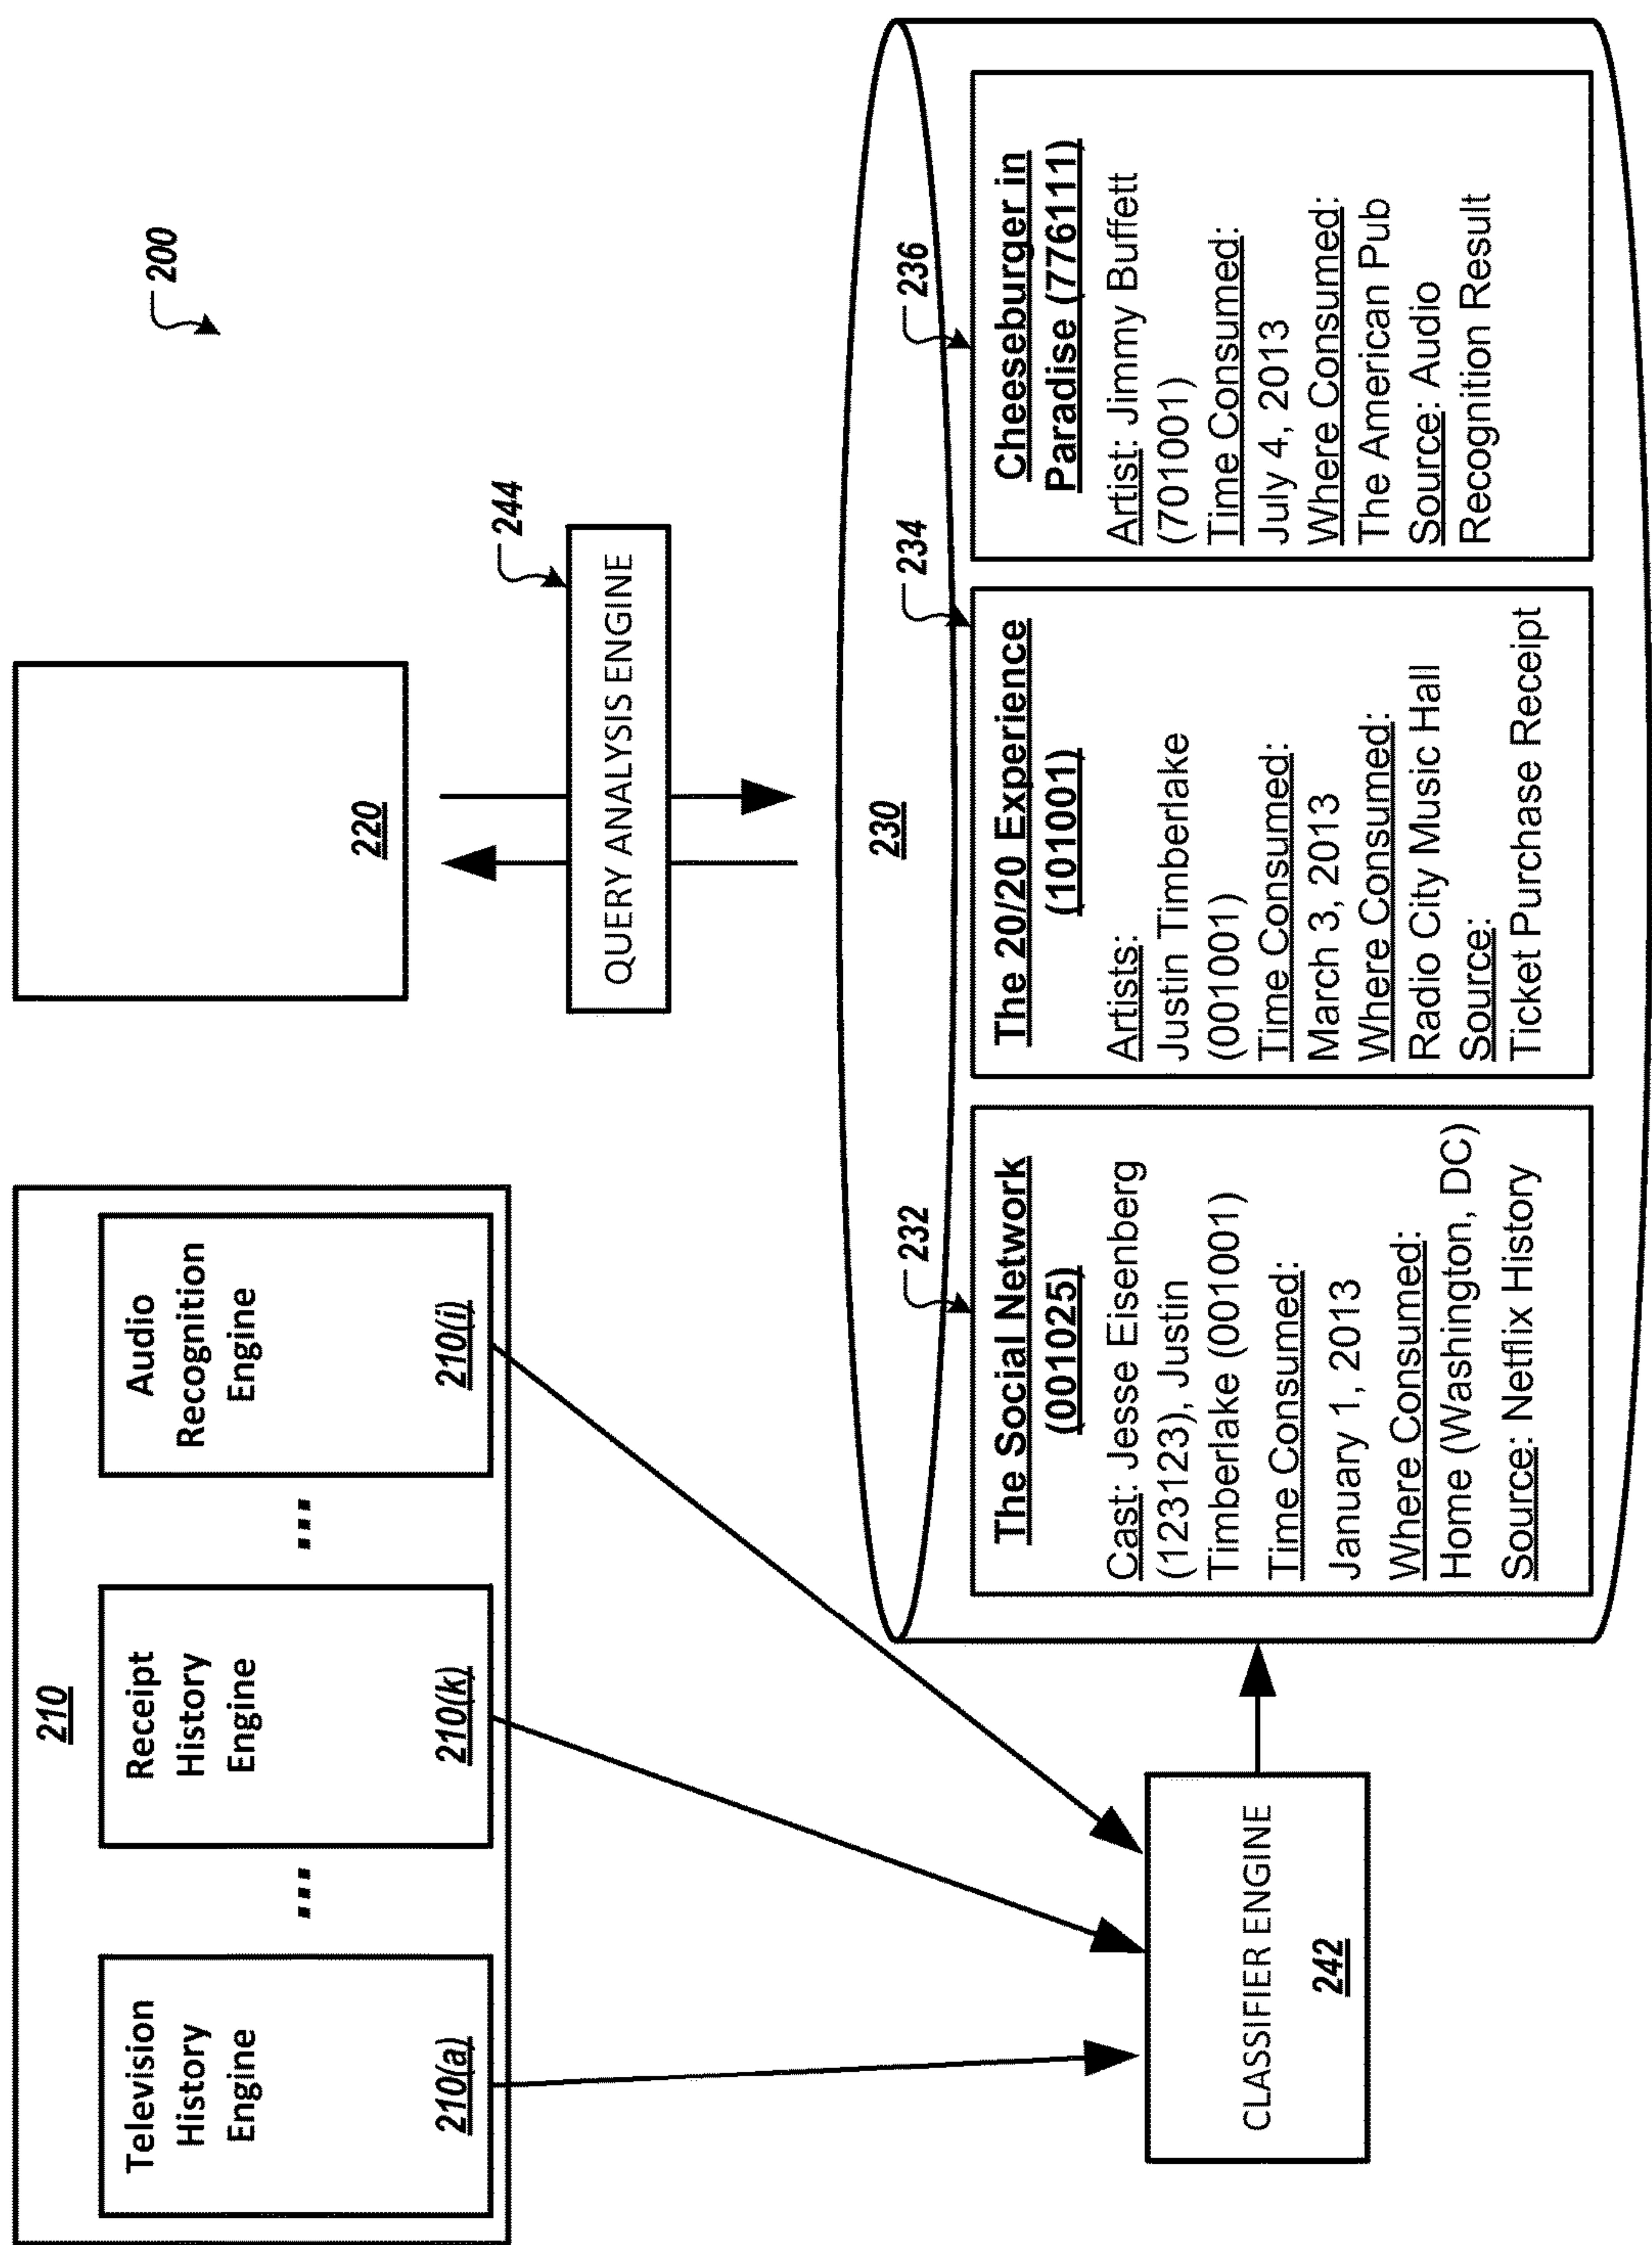 200
210
Television
History
Engine
210(a)
...
Receipt
History
Engine
210(k)
...
Audio
Recognition
Engine
210(i)
220
QUERY ANALYSIS ENGINE
244
CLASSIFIER ENGINE
242
230
232
The Social Network
(001025)
Cast: Jesse Eisenberg
(123123), Justin
Timberlake (001001)
Time Consumed:
January 1, 2013
Where Consumed:
Home (Washington, DC)
Source: Netflix History
234
The 20/20 Experience
(101001)
Artists:
Justin Timberlake
(001001)
Time Consumed:
March 3, 2013
Where Consumed:
Radio City Music Hall
Source:
Ticket Purchase Receipt
236
Cheeseburger in
Paradise (776111)
Artist: Jimmy Buffett
(701001)
Time Consumed:
July 4, 2013
Where Consumed:
The American Pub
Source: Audio
Recognition Result